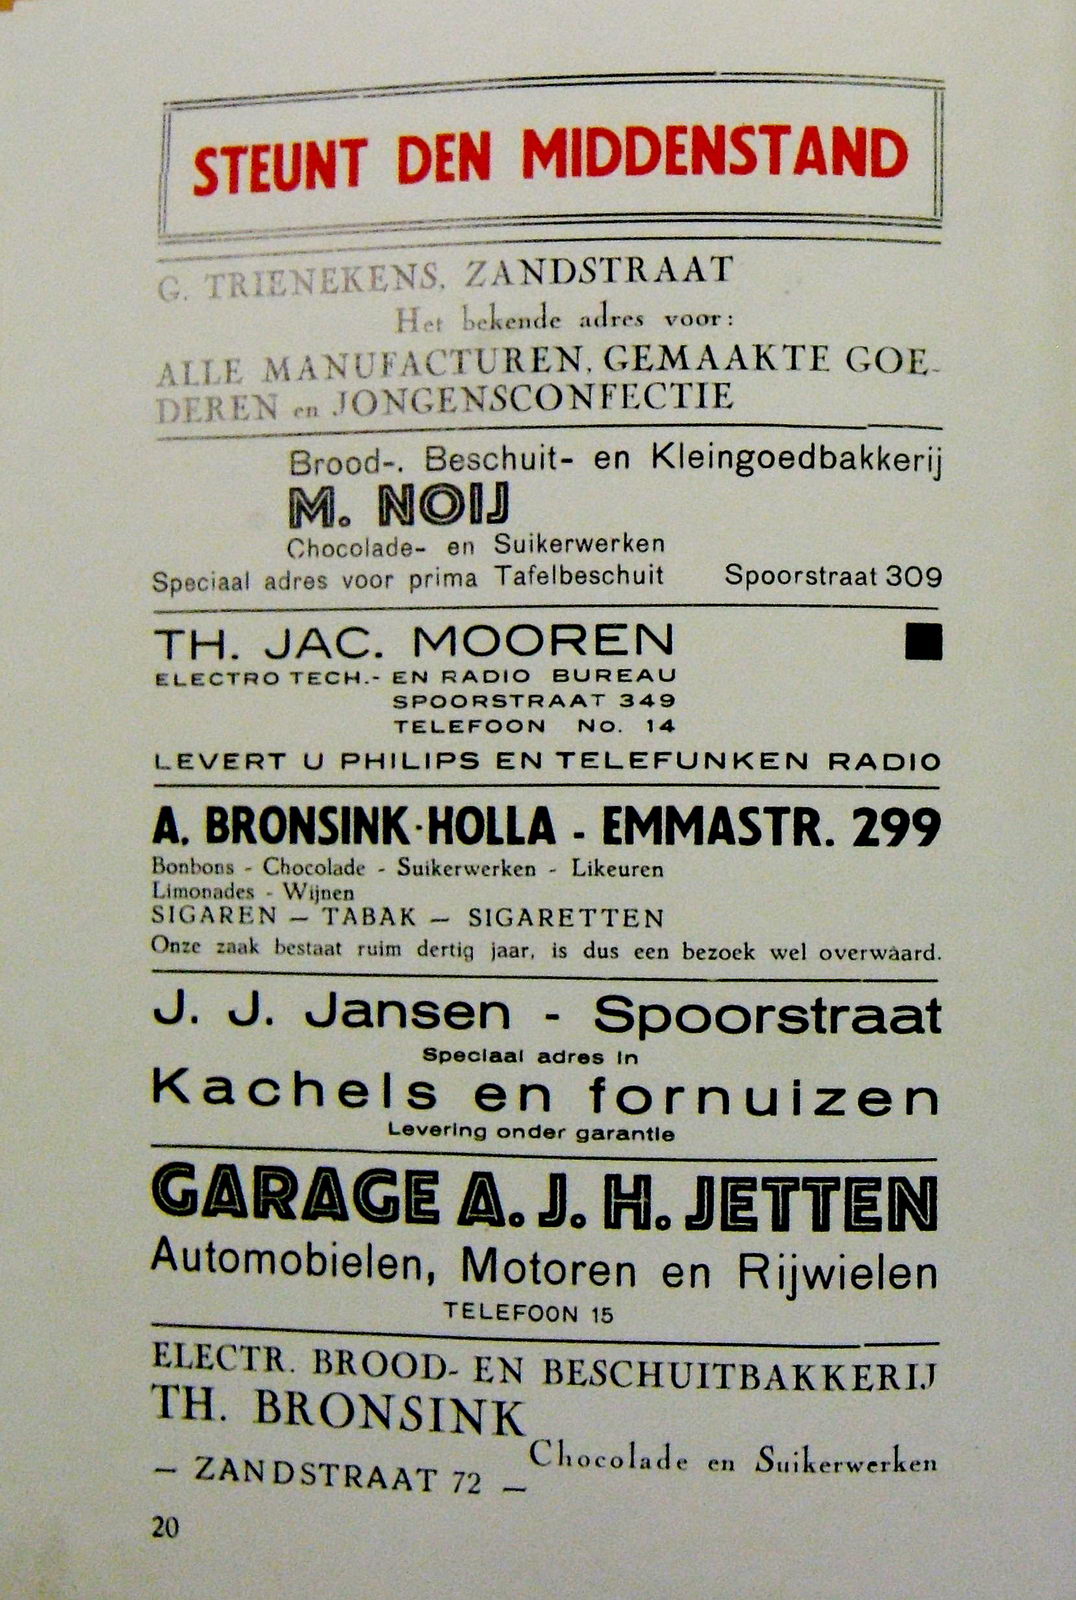 STEUNT DEN MIDDENSTAND
G. TRIENEKENS, ZANDSTRAAT
Het bekende adres voor:
ALLE MANUFACTUREN, GEMAAKTE GOE-
DEREN en JONGENSCONFECTIE
Brood-, Beschuit- en Kleingoedbakkerij
M. NOIJ
Chocolade- en Suikerwerken
Speciaal adres voor prima Tafelbeschuit Spoorstraat 309
TH. JAC. MOOREN
ELECTRO TECH.- EN RADIO BUREAU
SPOORSTRAAT 349
TELEFOON No. 14
LEVERT U PHILIPS EN TELEFUNKEN RADIO
A. BRONSINK-HOLLA - EMMASTR. 299
Bonbons - Chocolade - Suikerwerken - Likeuren
Limonades - Wijnen
SIGAREN – TABAK – SIGARETTEN
Onze zaak bestaat ruim dertig jaar, is dus een bezoek wel overwaard.
J. J. Jansen - Spoorstraat
Speciaal adres in
Kachels en fornuizen
Levering onder garantie
GARAGE A. J. H. JETTEN
Automobielen, Motoren en Rijwielen
TELEFOON 15
ELECTR. BROOD- EN BESCHUITBAKKERIJ
TH. BRONSINK
Chocolade en Suikerwerken
– ZANDSTRAAT 72 –
20